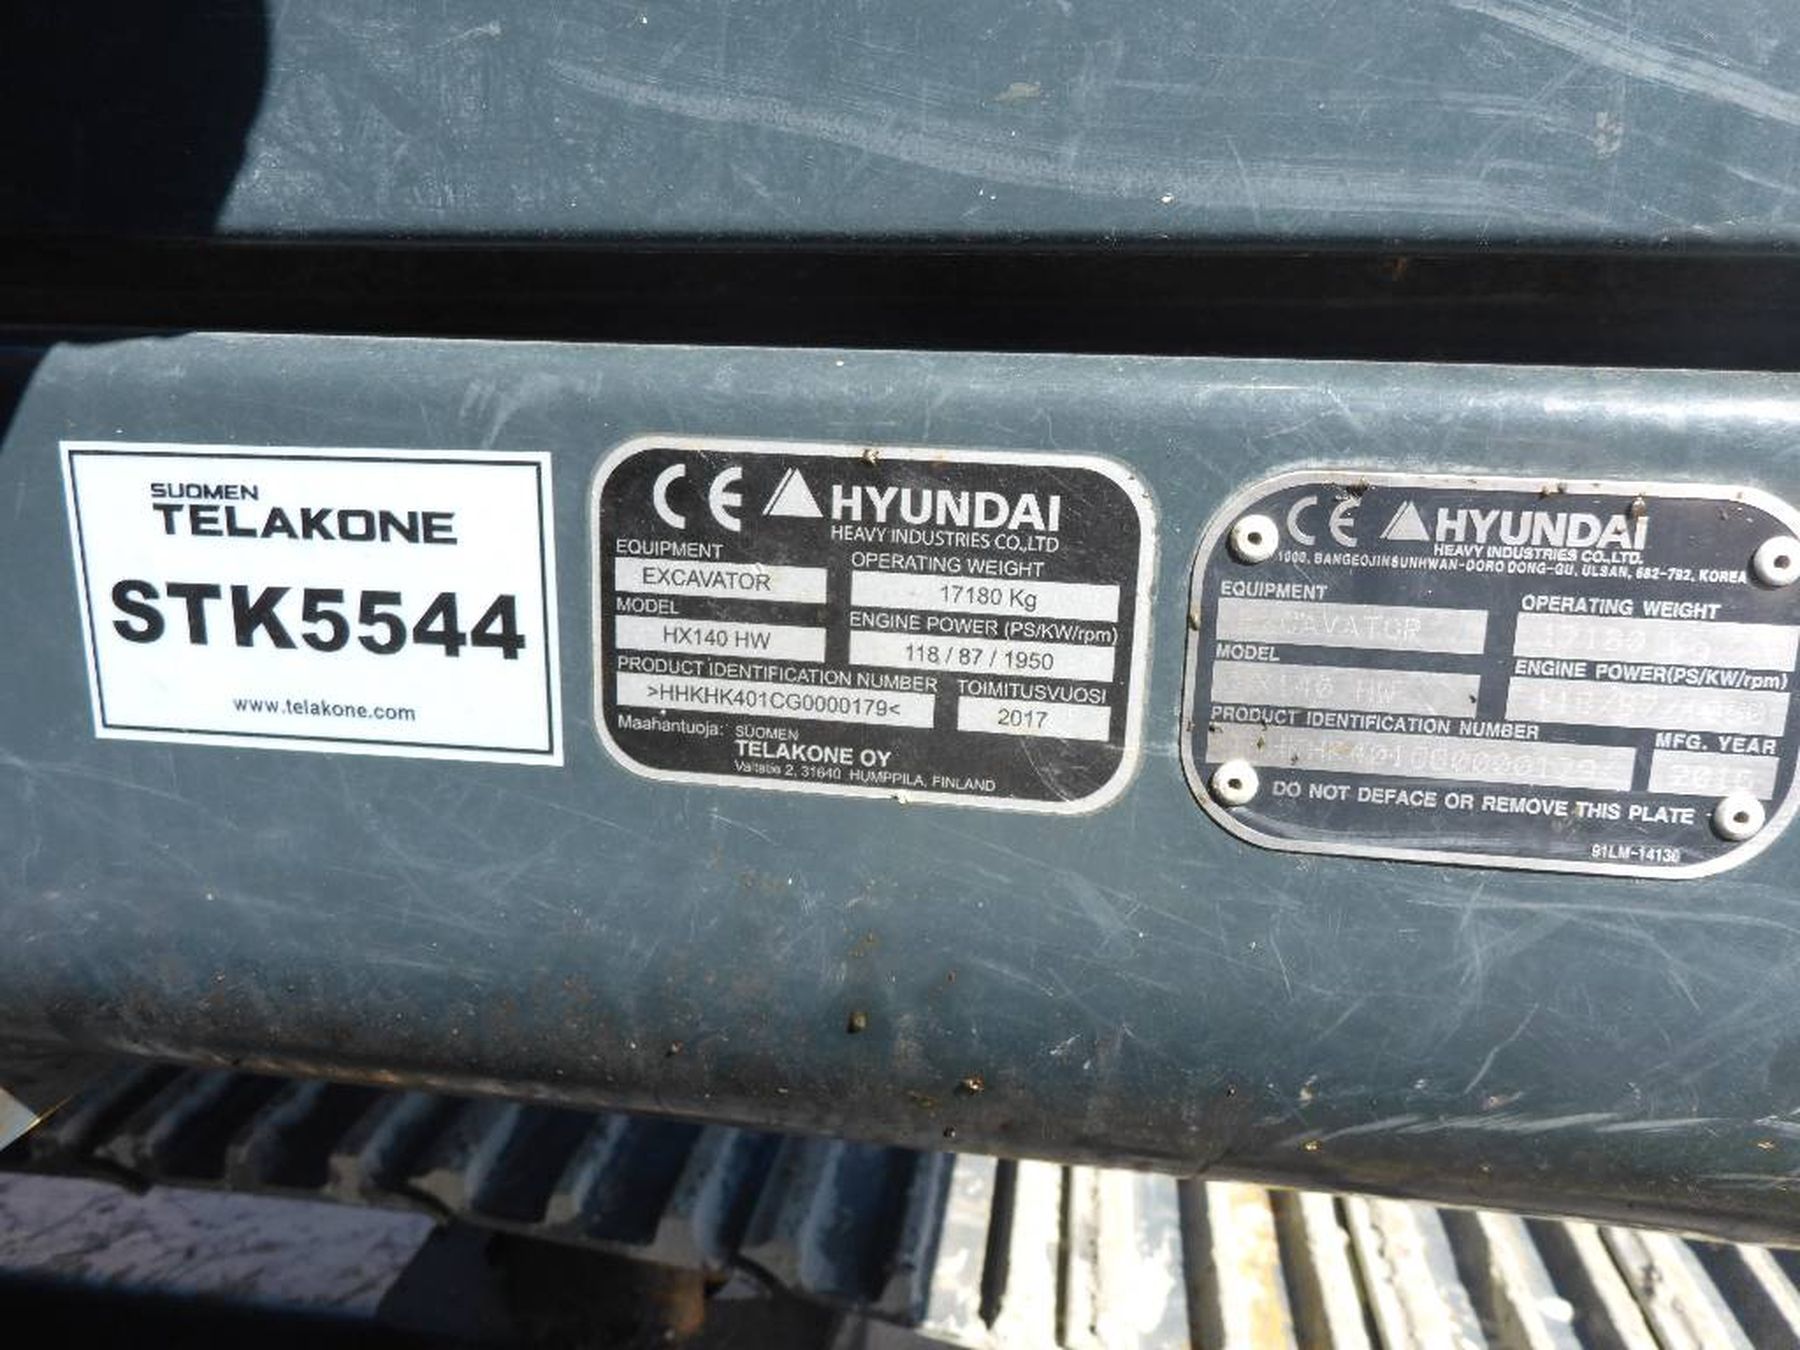 SUOMEN
TELAKONE
STK5544
www.telakone.com
CE HYUNDAI
HEAVY INDUSTRIES CO.,LTD
EQUIPMENT
EXCAVATOR
OPERATING WEIGHT
17180 Kg
MODEL
HX140 HW
ENGINE POWER (PS/KW/rpm)
118 / 87 / 1950
PRODUCT IDENTIFICATION NUMBER
>HHKHK401CG0000179<
TOIMITUSVUOSI
2017
Maahantuoja: SUOMEN
TELAKONE OY
Valtatie 2, 31640 HUMPPILA, FINLAND
CE HYUNDAI
HEAVY INDUSTRIES CO.,LTD.
1000, BANGEOJINSUNHWAN-DORO DONG-GU, ULSAN, 682-792, KOREA
EQUIPMENT
OPERATING WEIGHT
MODEL
HW
ENGINE POWER(PS/KW/rpm)
PRODUCT IDENTIFICATION NUMBER
MFG. YEAR
DO NOT DEFACE OR REMOVE THIS PLATE
91LM-14130